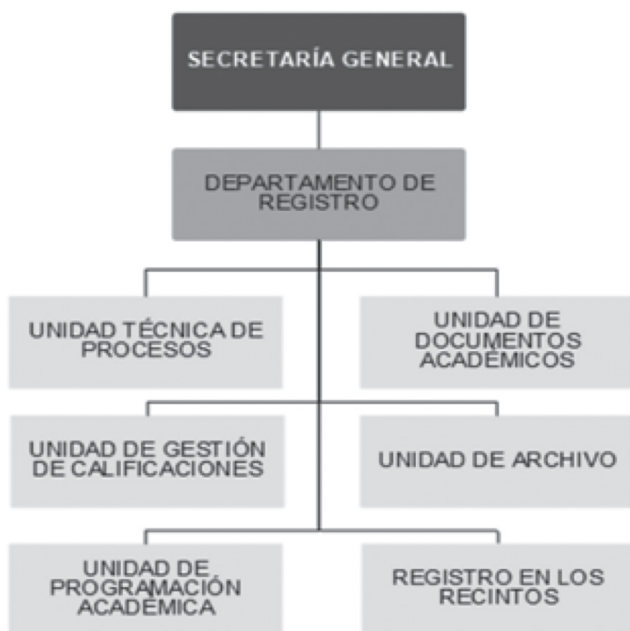 SECRETARÍA GENERAL
DEPARTAMENTO DE
REGISTRO
UNIDAD TÉCNICA DE
PROCESOS
UNIDAD DE
DOCUMENTOS
ACADÉMICOS
UNIDAD DE GESTIÓN
DE CALIFICACIONES
UNIDAD DE ARCHIVO
UNIDAD DE
PROGRAMACIÓN
ACADÉMICA
REGISTRO EN LOS
RECINTOS